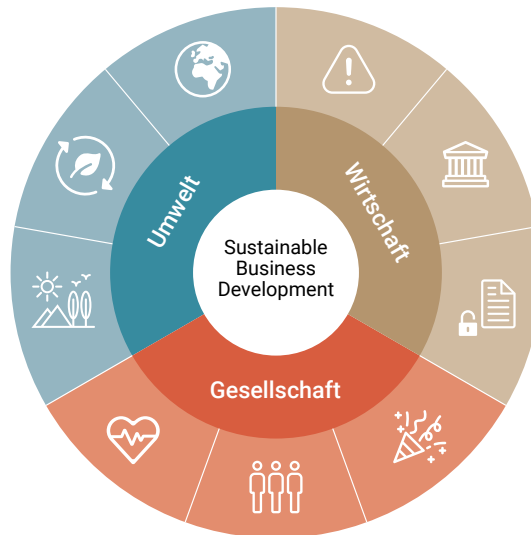 Umwelt
Wirtschaft
Sustainable
Business
Development
Gesellschaft